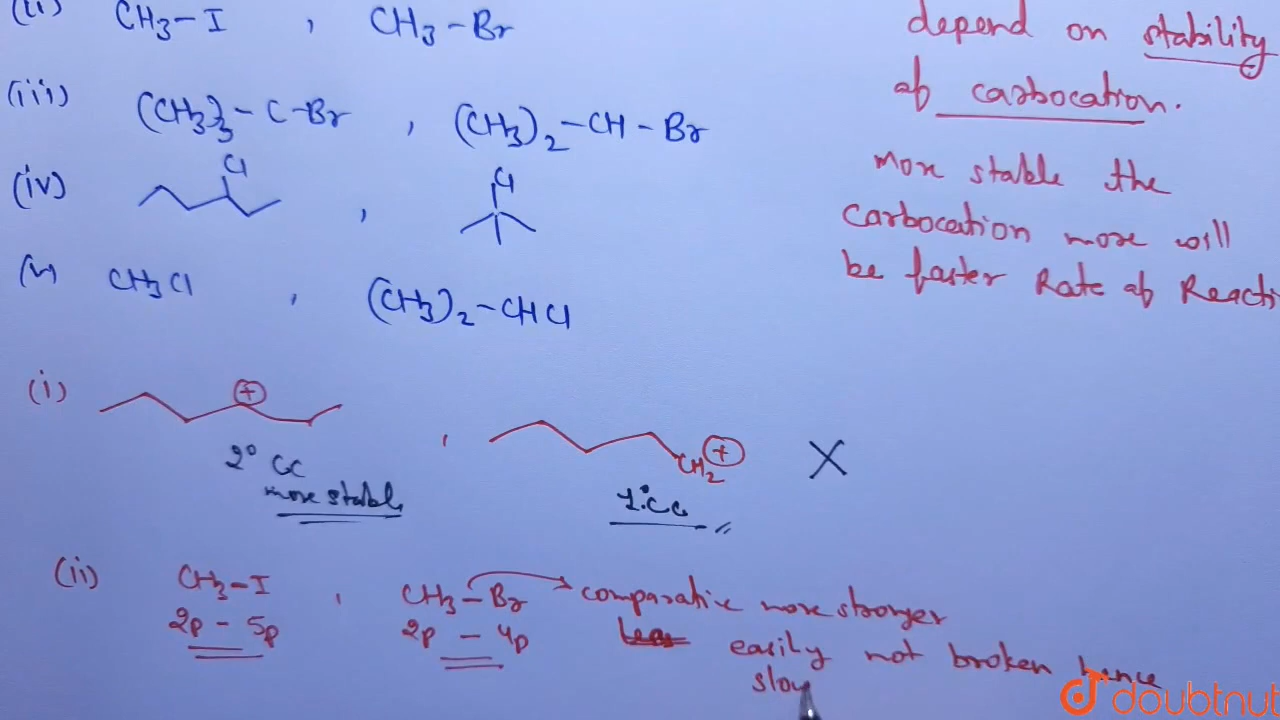 (ii) CH3-I , CH3-Br
(iii) (CH3)3-C-Br , (CH3)2-CH-Br
(iv) Cl , Cl
(v) CH3Cl , (CH3)2-CHCl
depend on stability
of carbocation.
more stable the
carbocation more will
be faster Rate of Reacti
(i) + , CH2 + X
2° CC
more stable
1° CC
(ii) CH3-I , CH3-Br → comparative more stronger
2p - 5p 2p - 4p easily not broken hence
slow
doubtnut